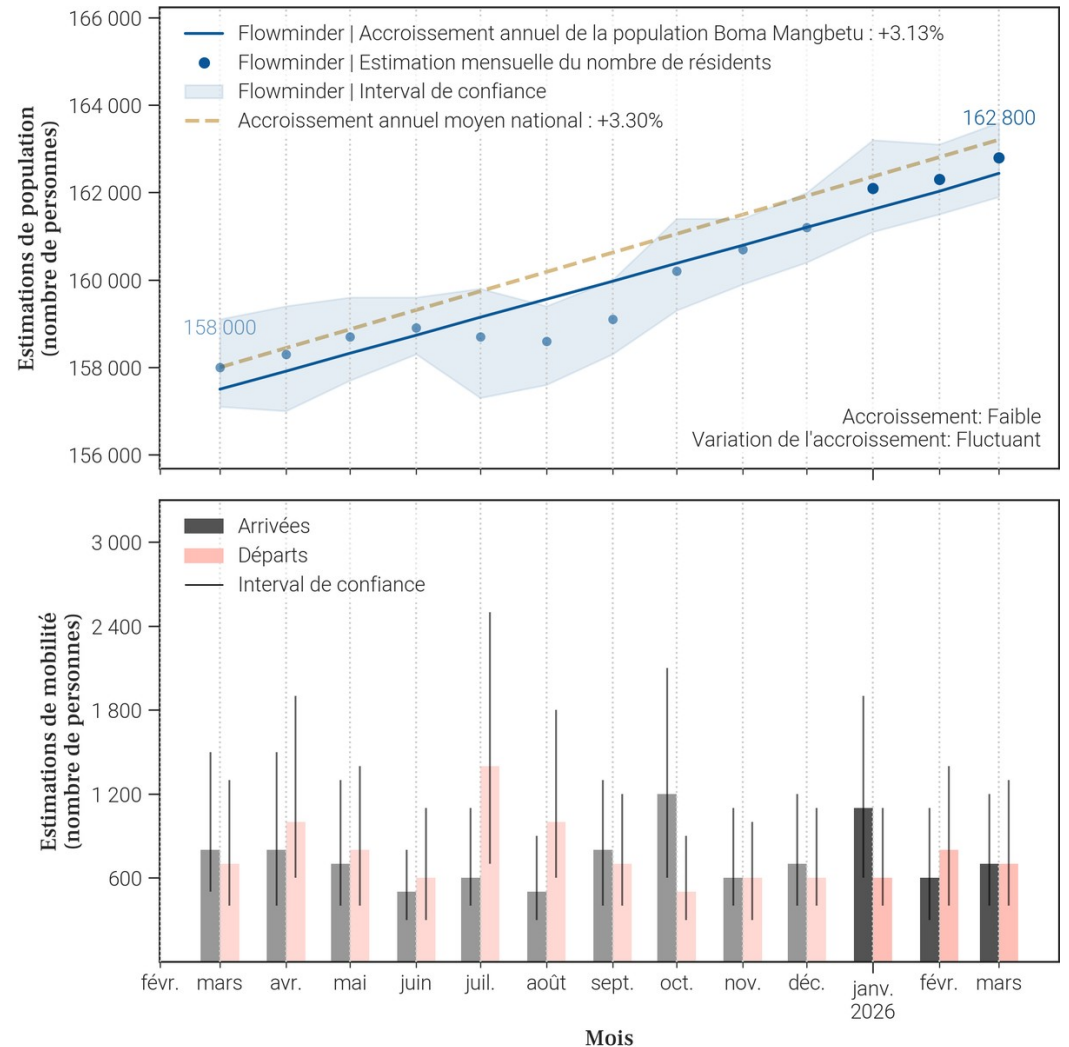 166 000
164 000
162 000
160 000
158 000
156 000
Estimations de population
(nombre de personnes)
Flowminder | Accroissement annuel de la population Boma Mangbetu : +3.13%
Flowminder | Estimation mensuelle du nombre de résidents
Flowminder | Interval de confiance
Accroissement annuel moyen national : +3.30%
158 000
162 800
Accroissement: Faible
Variation de l'accroissement: Fluctuant
3 000
2 400
1 800
1 200
600
Estimations de mobilité
(nombre de personnes)
Arrivées
Départs
Interval de confiance
févr. mars avr. mai juin juil. août sept. oct. nov. déc. janv. févr. mars
2026
Mois